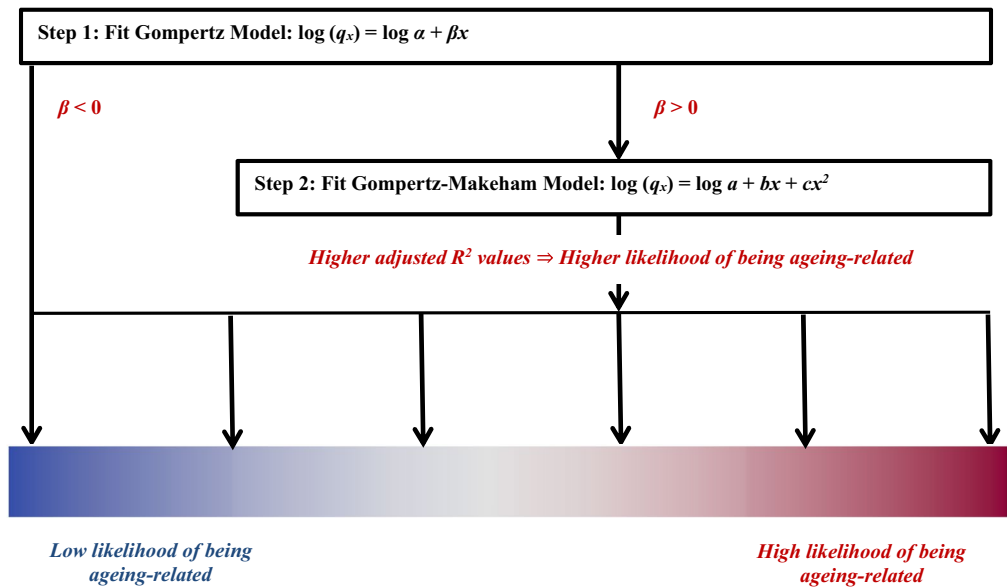 Step 1: Fit Gompertz Model: log (qₓ) = log α + βx
β < 0
β > 0
Step 2: Fit Gompertz-Makeham Model: log (qₓ) = log a + bx + cx²
Higher adjusted R² values ⇒ Higher likelihood of being ageing-related
Low likelihood of being
ageing-related
High likelihood of being
ageing-related